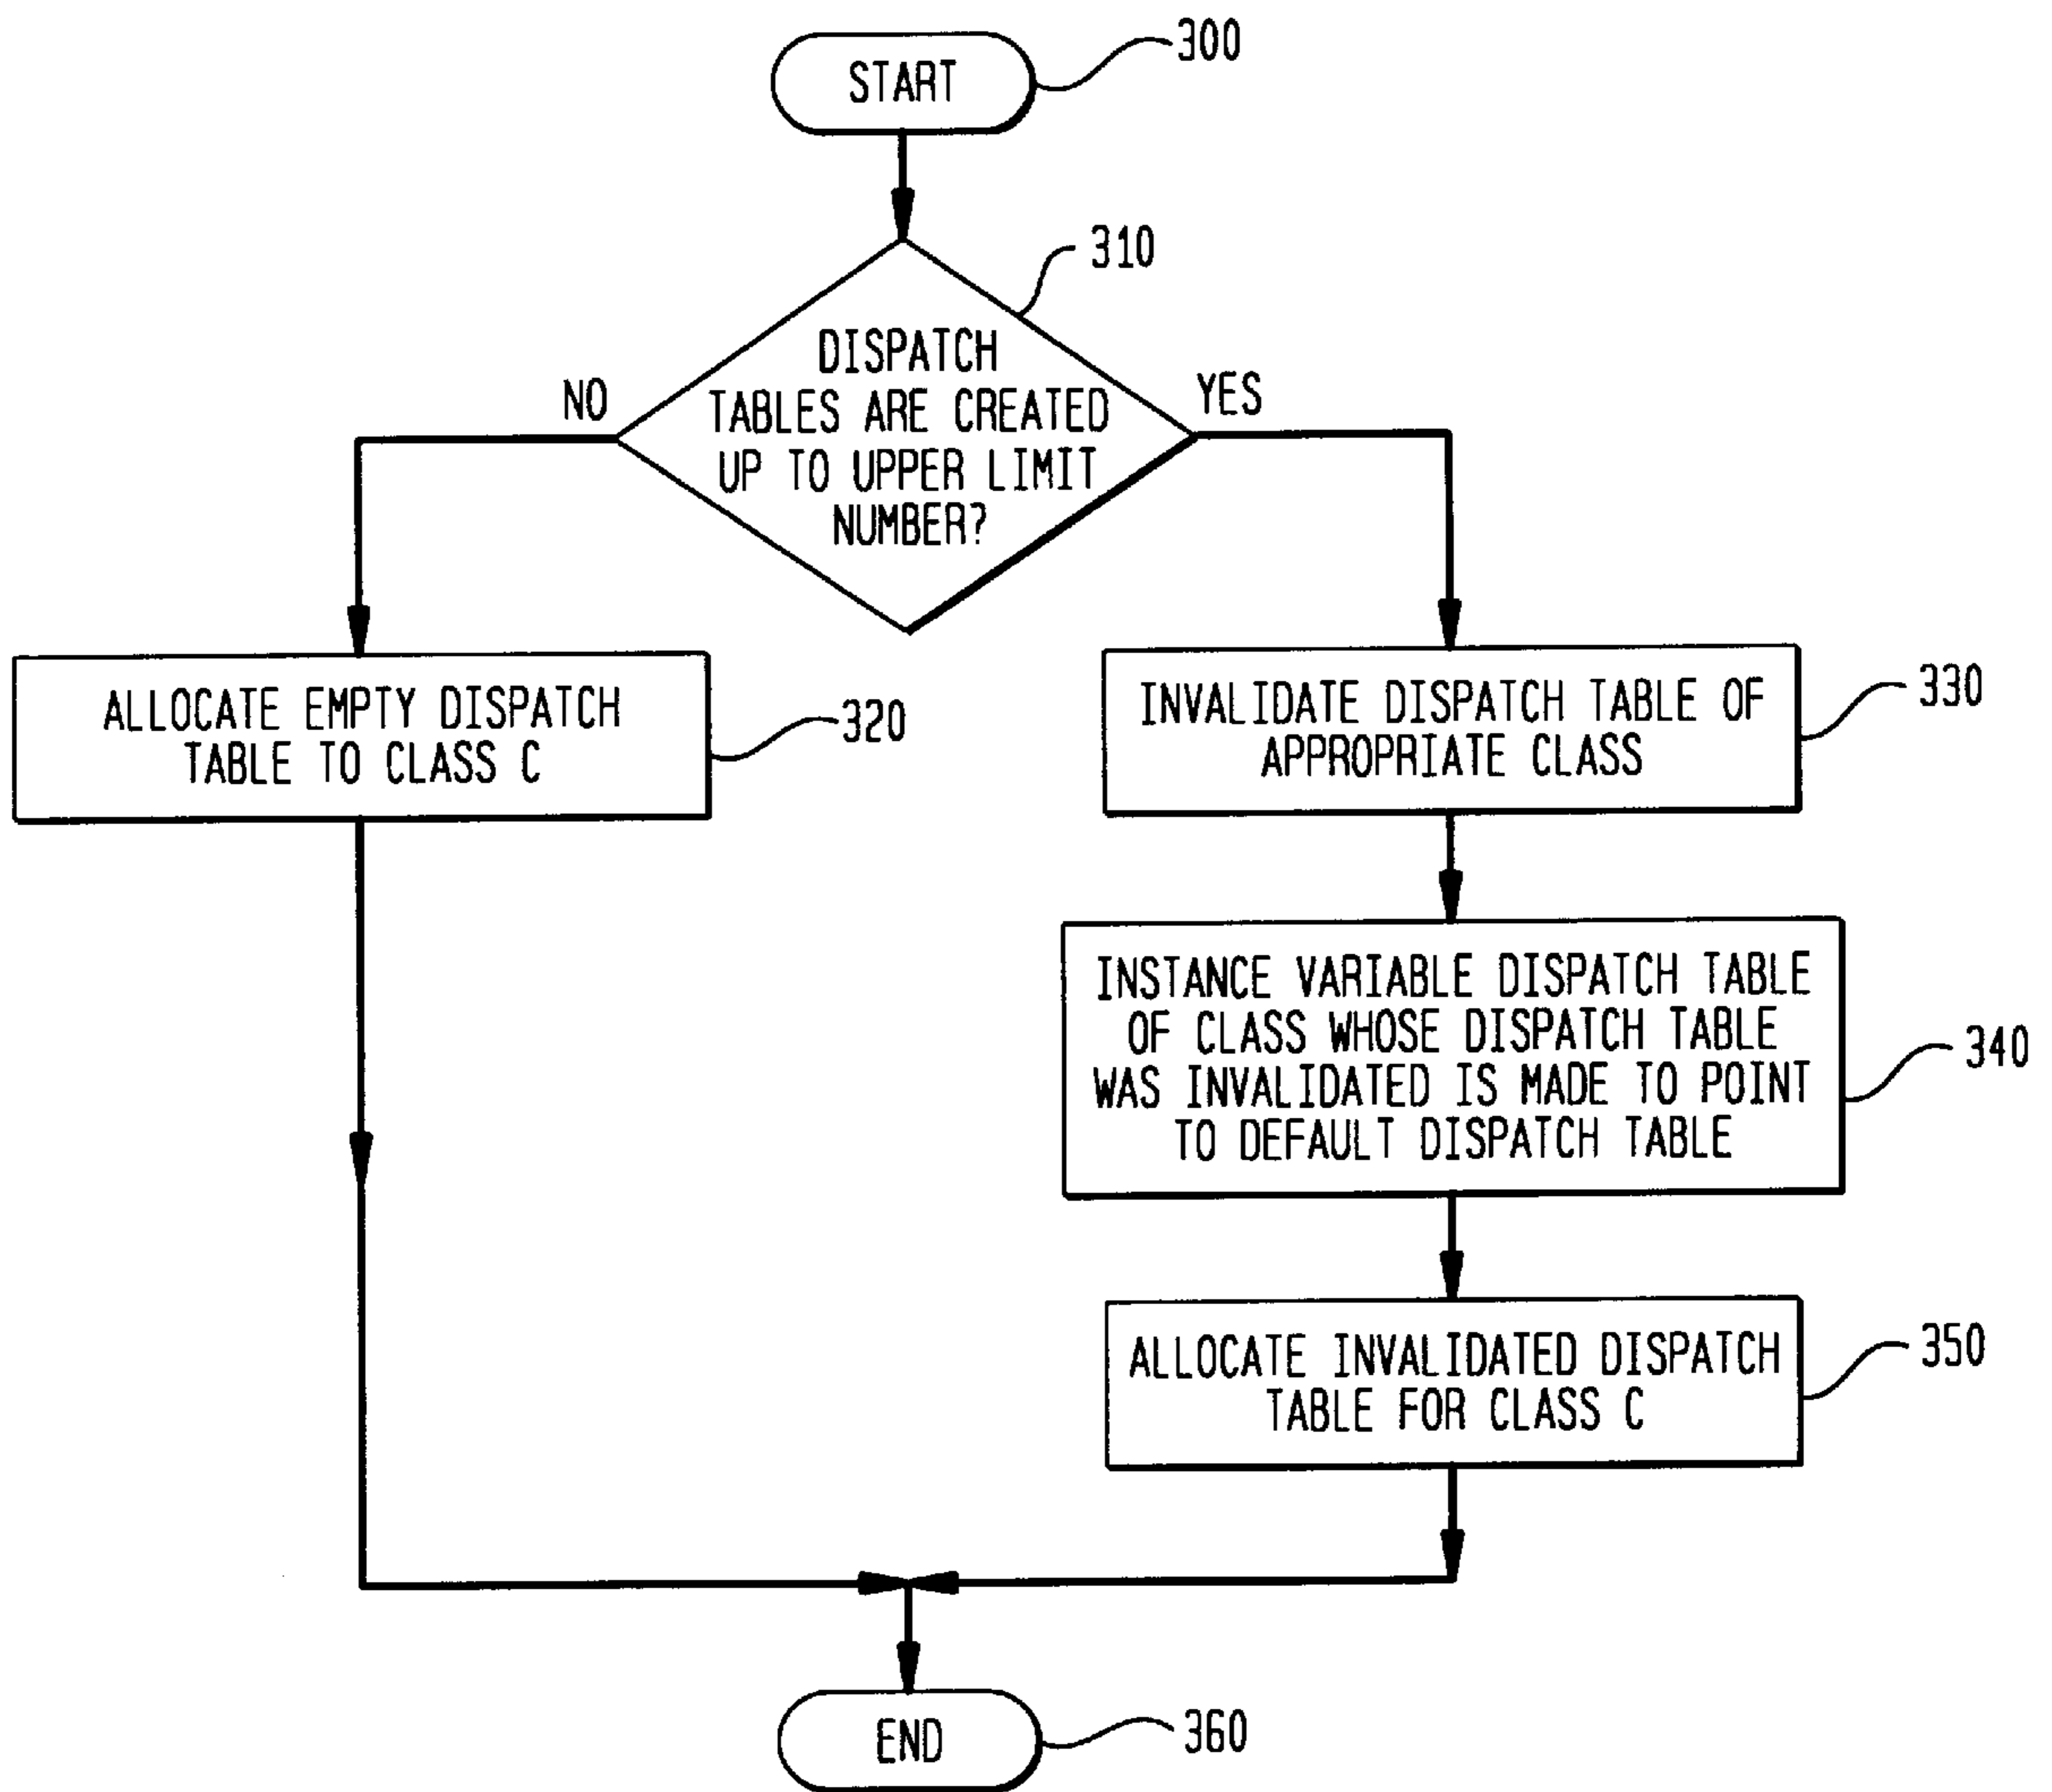 START
300
310
DISPATCH
TABLES ARE CREATED
UP TO UPPER LIMIT
NUMBER?
NO
YES
ALLOCATE EMPTY DISPATCH
TABLE TO CLASS C
320
INVALIDATE DISPATCH TABLE OF
APPROPRIATE CLASS
330
INSTANCE VARIABLE DISPATCH TABLE
OF CLASS WHOSE DISPATCH TABLE
WAS INVALIDATED IS MADE TO POINT
TO DEFAULT DISPATCH TABLE
340
ALLOCATE INVALIDATED DISPATCH
TABLE FOR CLASS C
350
END
360